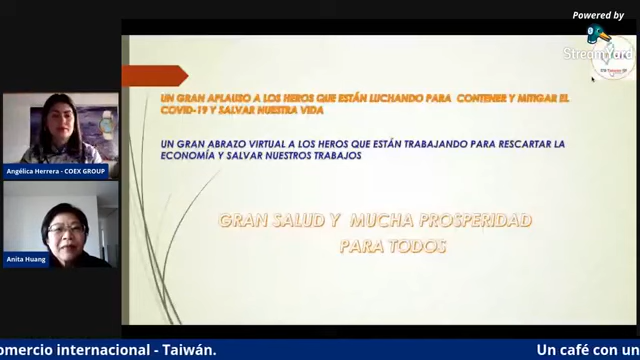 Powered by
StreamYard
UN GRAN APLAUSO A LOS HEROS QUE ESTÁN LUCHANDO PARA CONTENER Y MITIGAR EL
COVID-19 Y SALVAR NUESTRA VIDA
UN GRAN ABRAZO VIRTUAL A LOS HEROS QUE ESTÁN TRABAJANDO PARA RESCARTAR LA
ECONOMÍA Y SALVAR NUESTROS TRABAJOS
GRAN SALUD Y MUCHA PROSPERIDAD
PARA TODOS
Angélica Herrera - COEX GROUP
Anita Huang
omercio internacional - Taiwán.
Un café con un